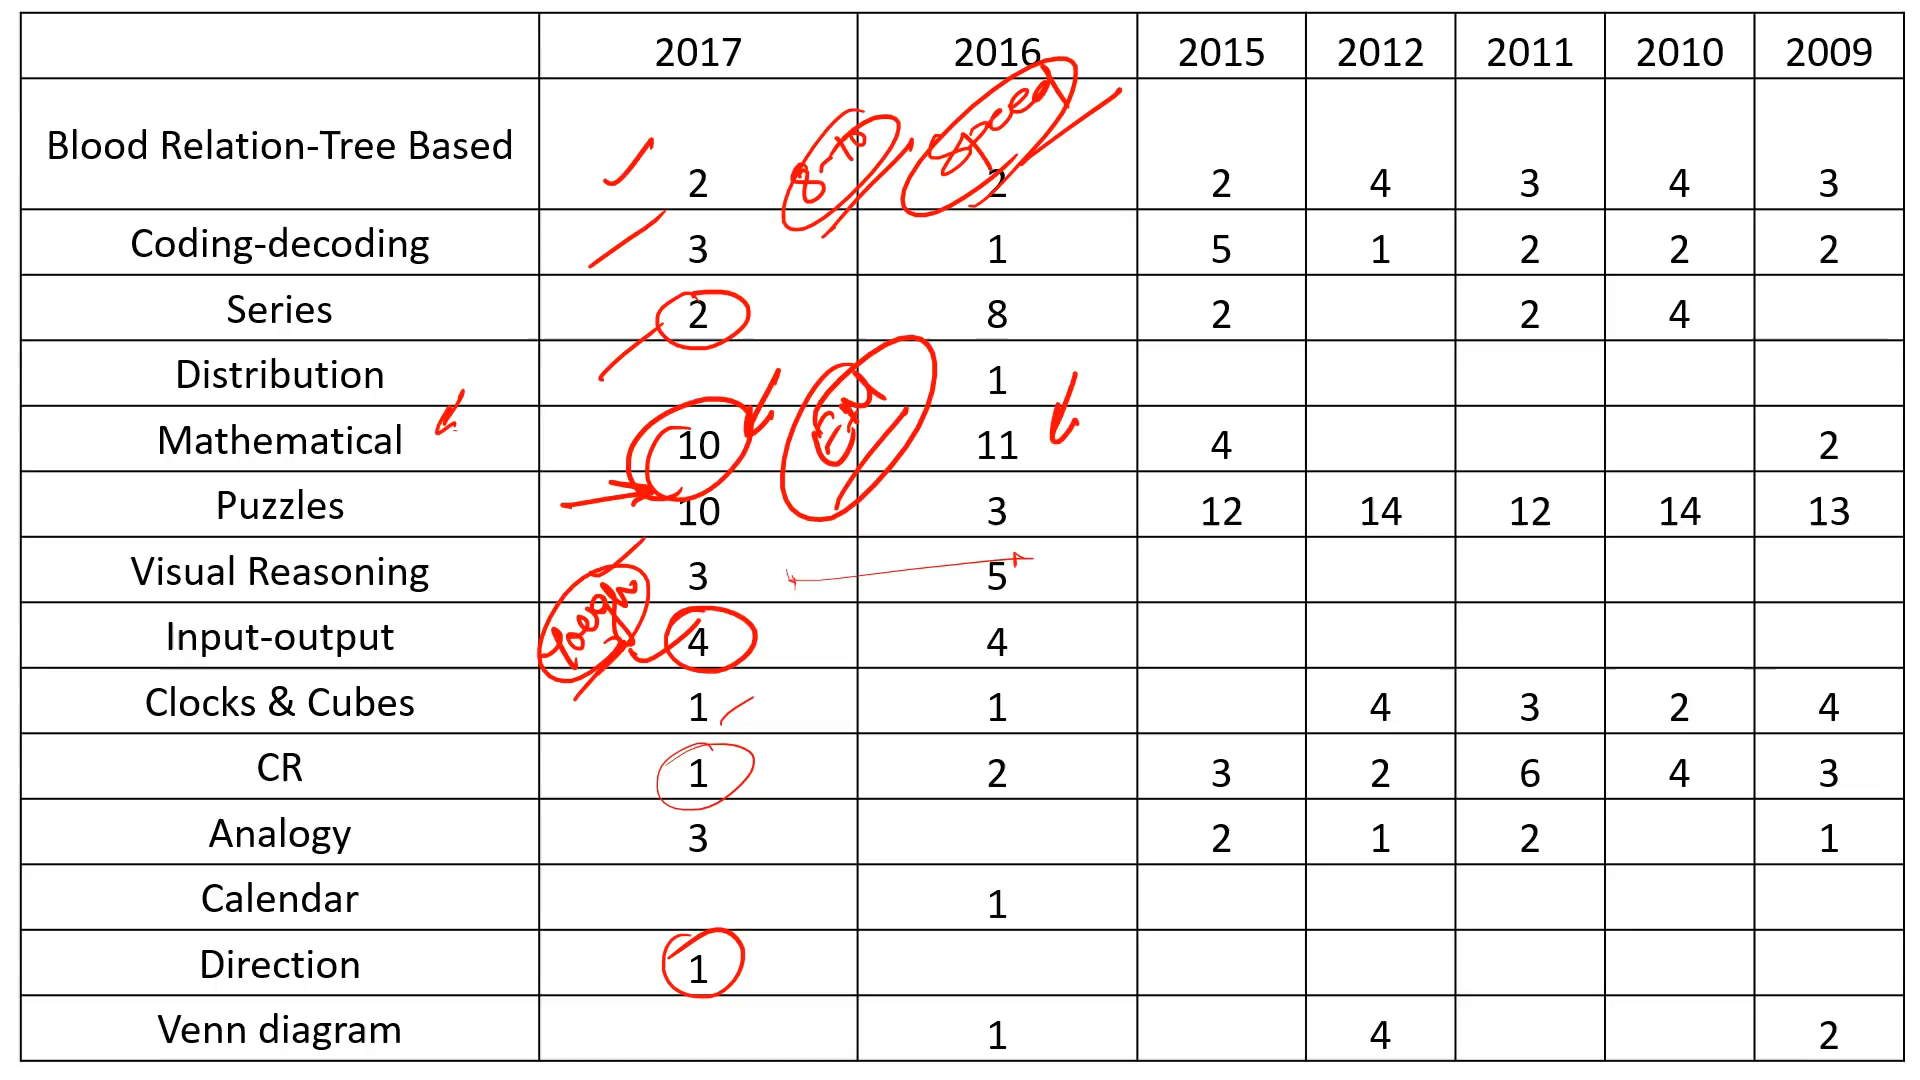 2017 2016 2015 2012 2011 2010 2009
Blood Relation-Tree Based 2 8-10 2 Speed 2 4 3 4 3
Coding-decoding 3 1 5 1 2 2 2
Series 2 8 2 2 4
Distribution 1
Mathematical 10 11 4 2
Puzzles 10 3 12 14 12 14 13
Visual Reasoning 3 5
Input-output 4 4
Clocks & Cubes 1 1 4 3 2 4
CR 1 2 3 2 6 4 3
Analogy 3 2 1 2 1
Calendar 1
Direction 1
Venn diagram 1 4 2